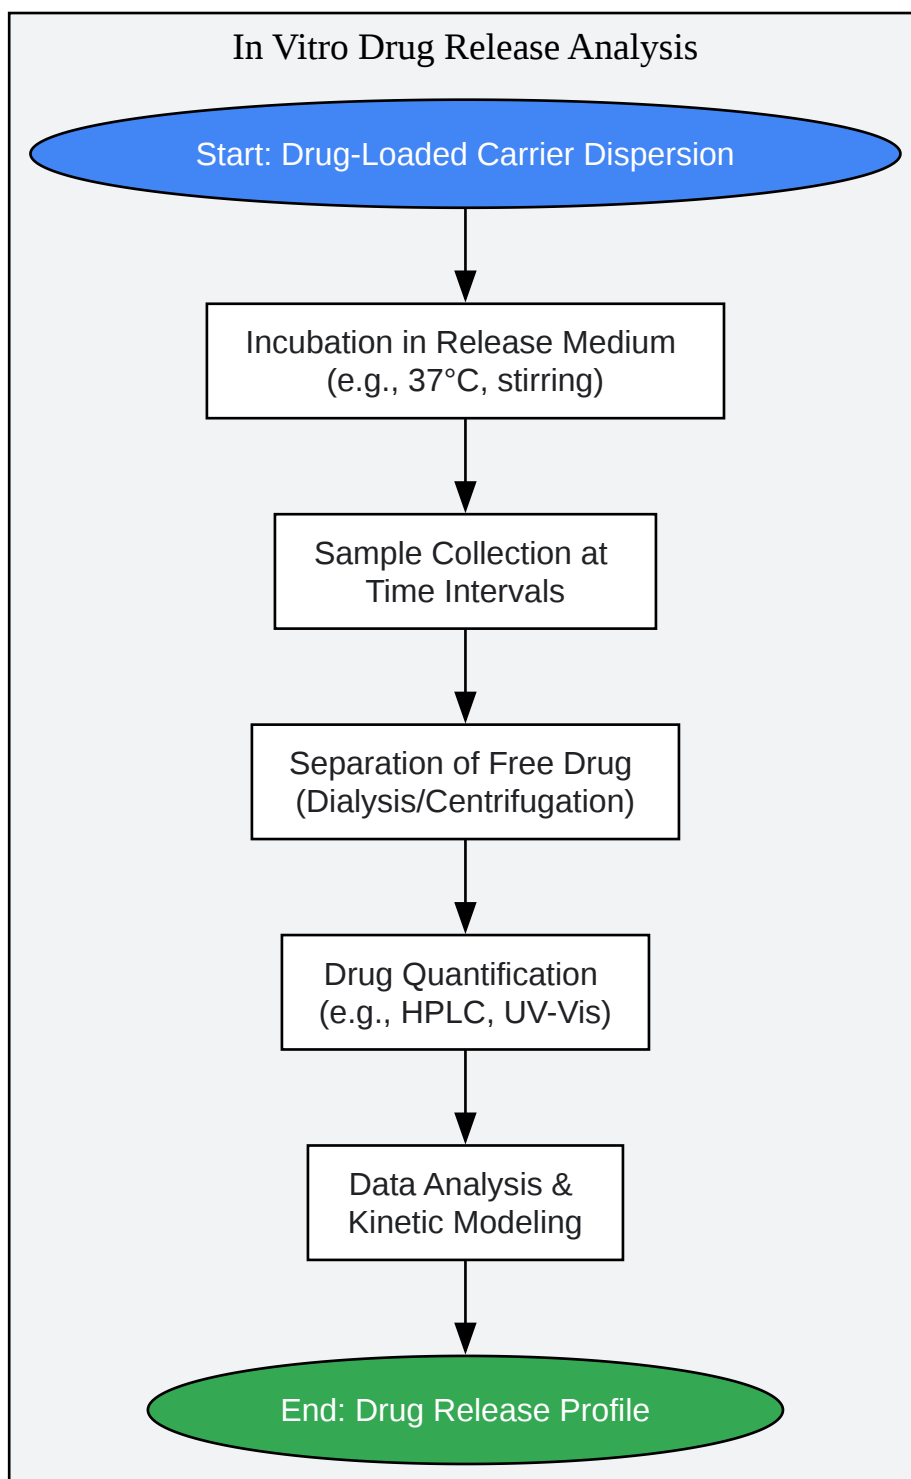 In Vitro Drug Release Analysis
Start: Drug-Loaded Carrier Dispersion
Incubation in Release Medium
(e.g., 37°C, stirring)
Sample Collection at
Time Intervals
Separation of Free Drug
(Dialysis/Centrifugation)
Drug Quantification
(e.g., HPLC, UV-Vis)
Data Analysis &
Kinetic Modeling
End: Drug Release Profile